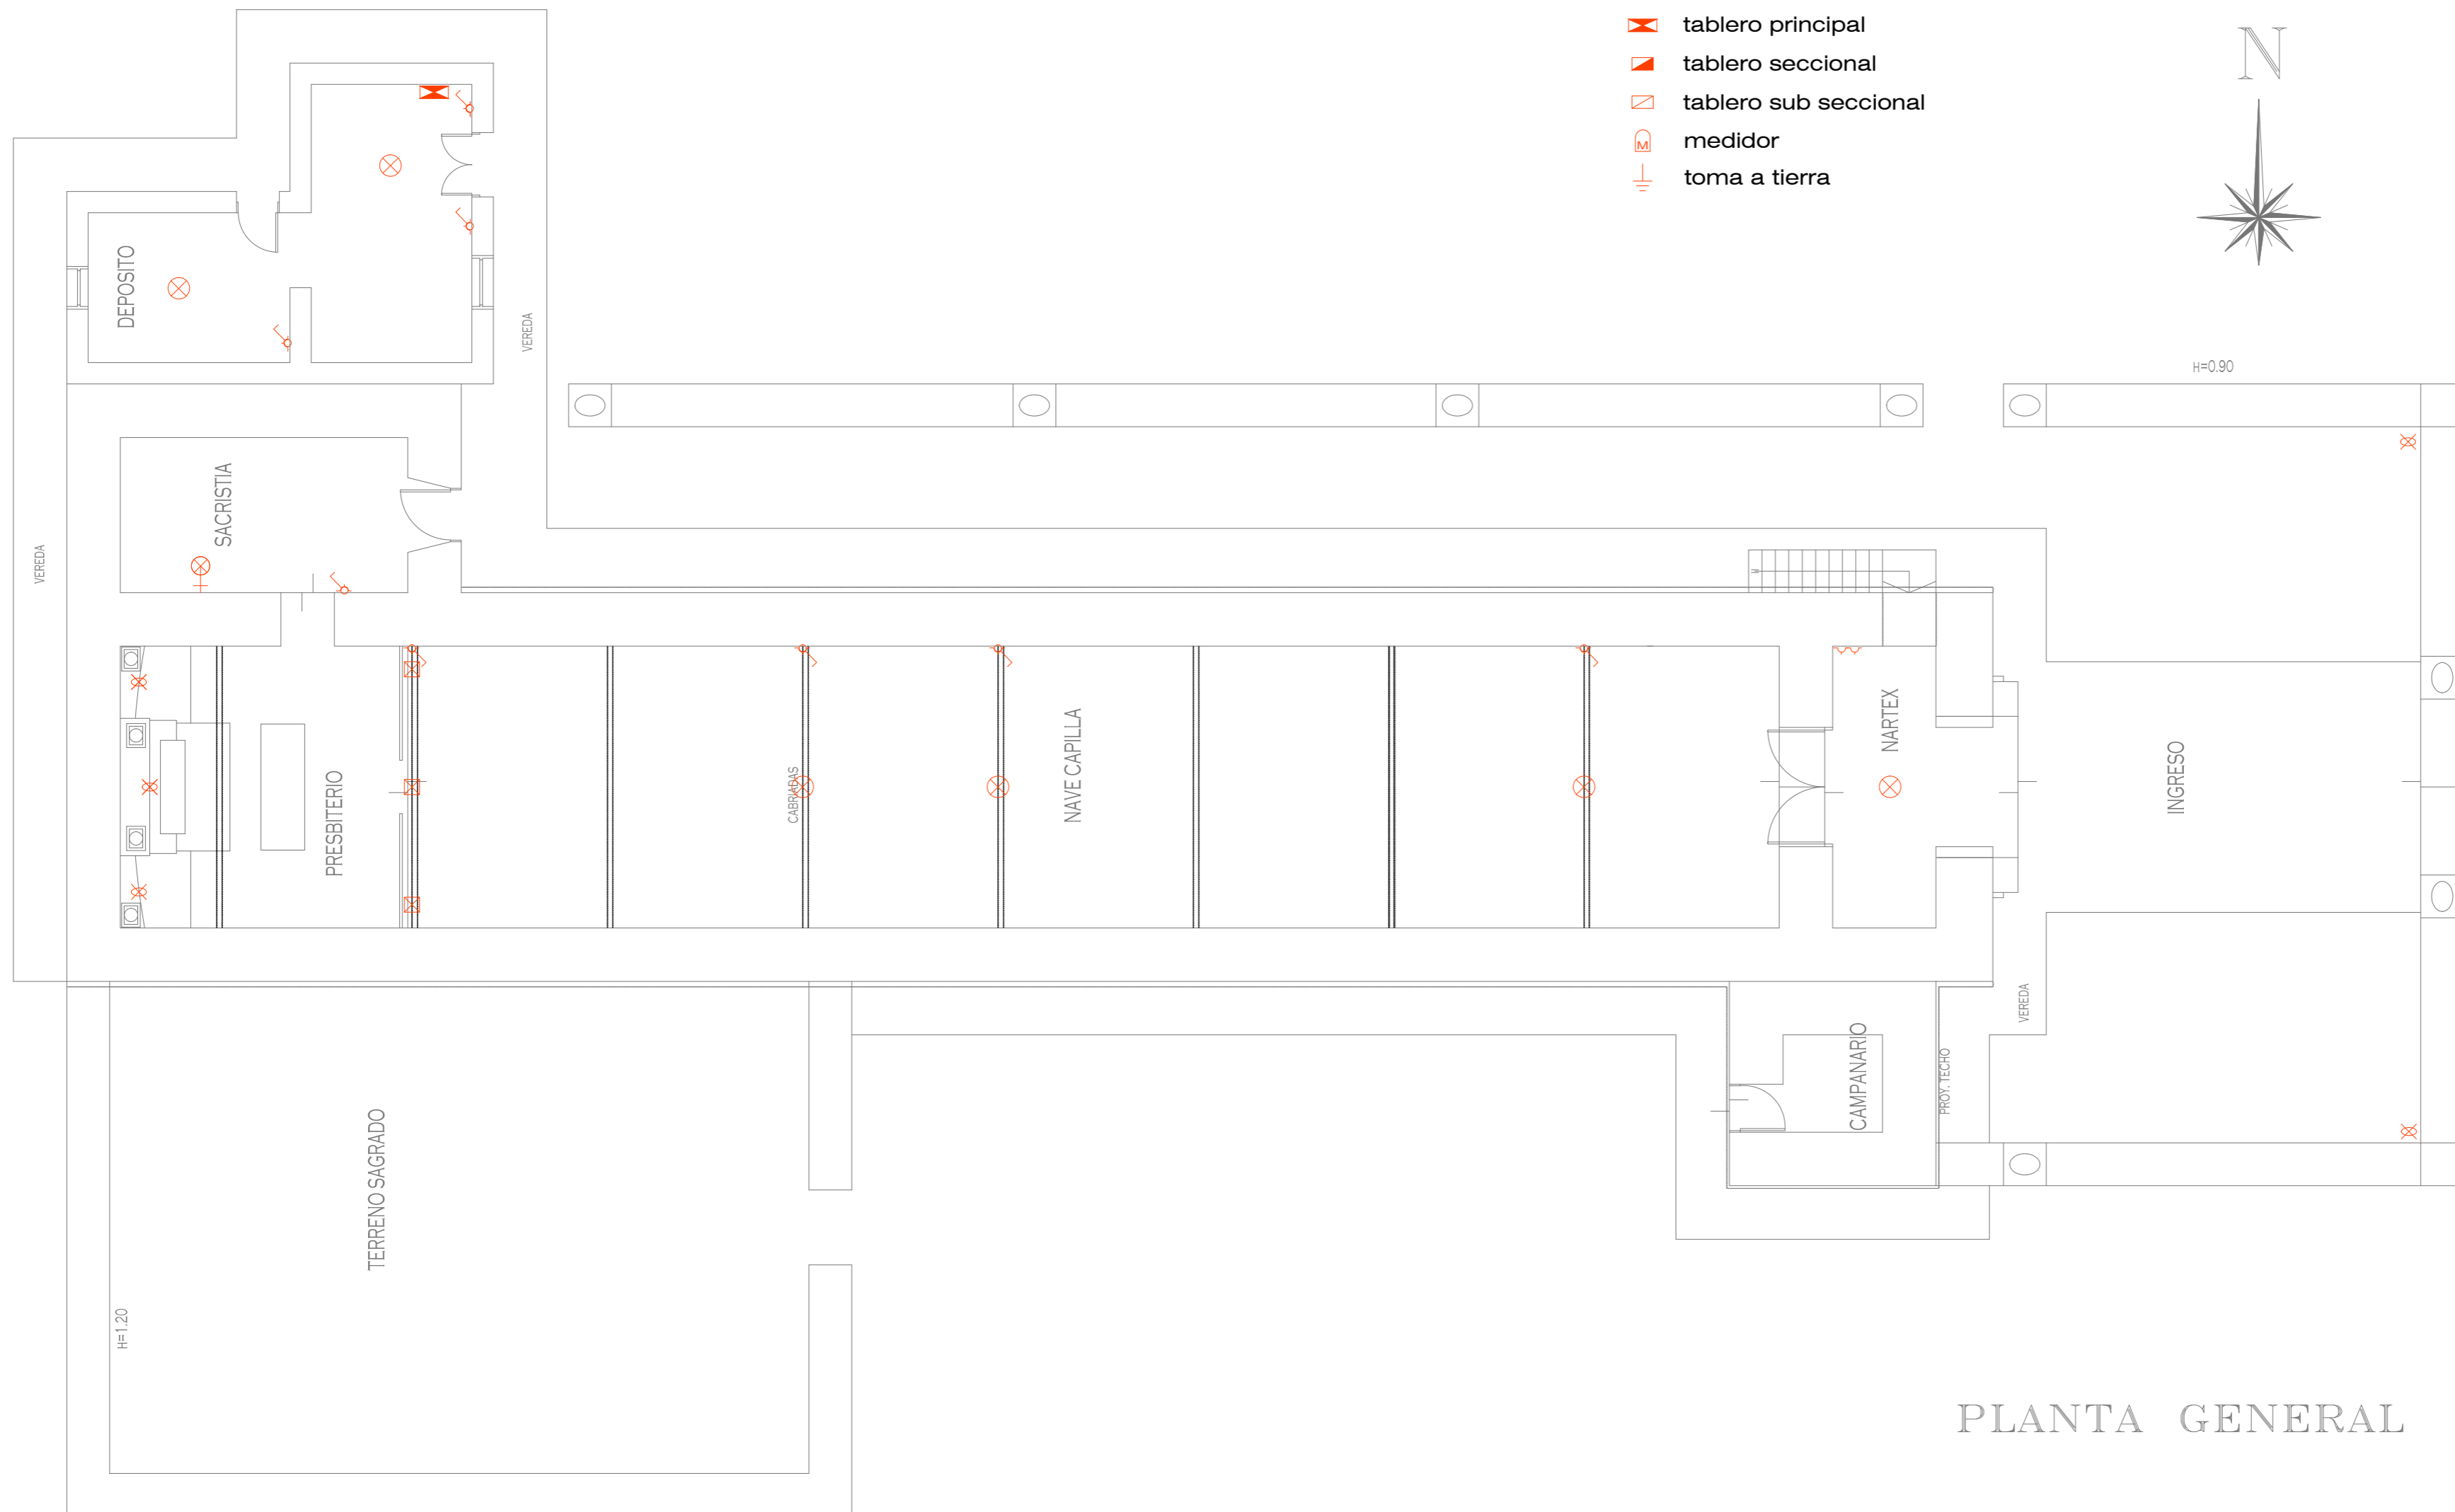 tablero principal
tablero seccional
tablero sub seccional
M
medidor
toma a tierra
N
DEPOSITO
VEREDA
H=0.90
SACRISTIA
VEREDA
PRESBITERIO
CABRIADAS
NAVE CAPILLA
NARTEX
INGRESO
VEREDA
CAMPANARIO
PROY. TECHO
TERRENO SAGRADO
H=1.20
PLANTA GENERAL